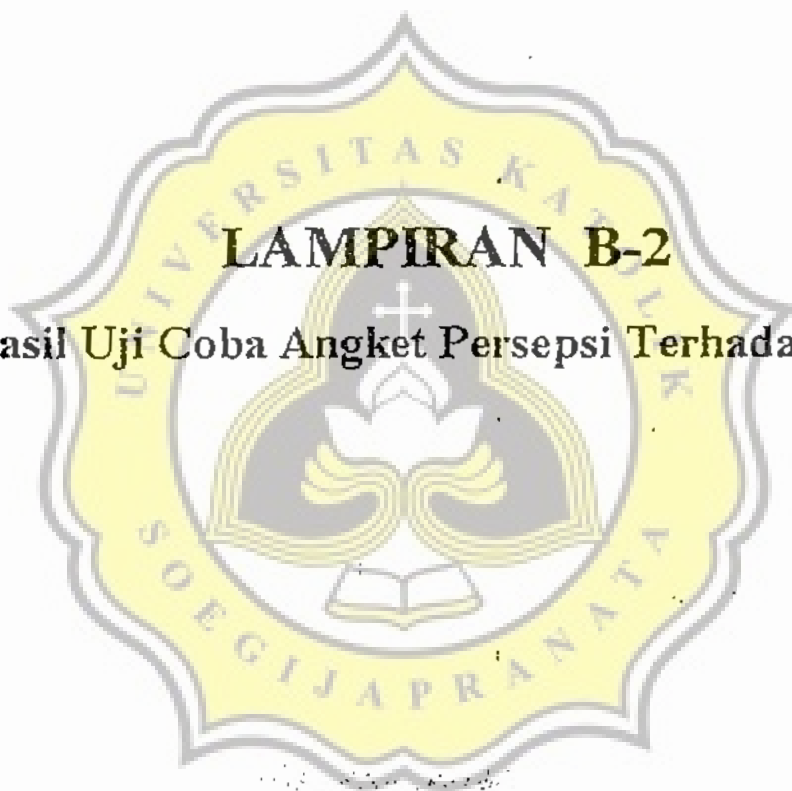 LAMPIRAN B-2
asil Uji Coba Angket Persepsi Terhada
UNIVERSITAS KATOLIK
SOEGIJAPRANATA